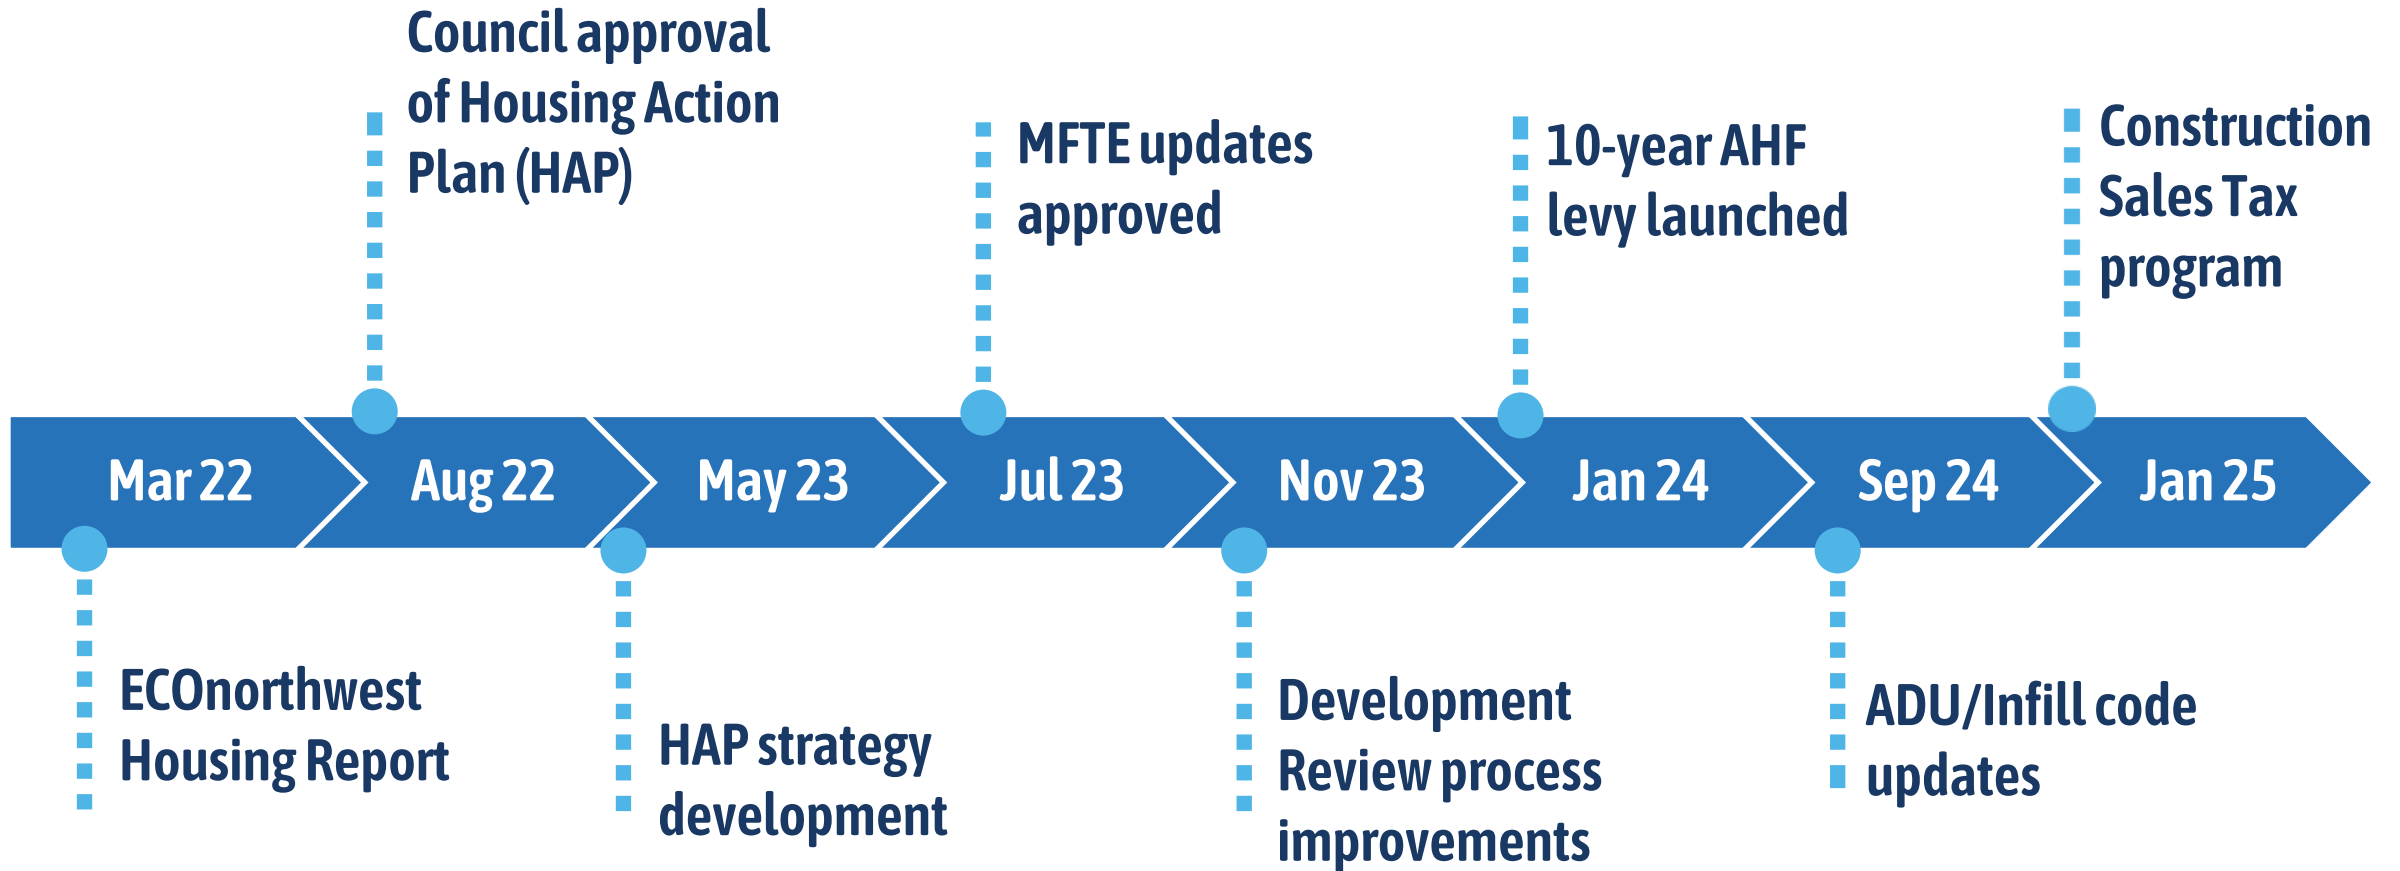 Council approval
of Housing Action
Plan (HAP)
MFTE updates
approved
10-year AHF
levy launched
Construction
Sales Tax
program
Mar 22
Aug 22
May 23
Jul 23
Nov 23
Jan 24
Sep 24
Jan 25
ECOnorthwest
Housing Report
HAP strategy
development
Development
Review process
improvements
ADU/Infill code
updates